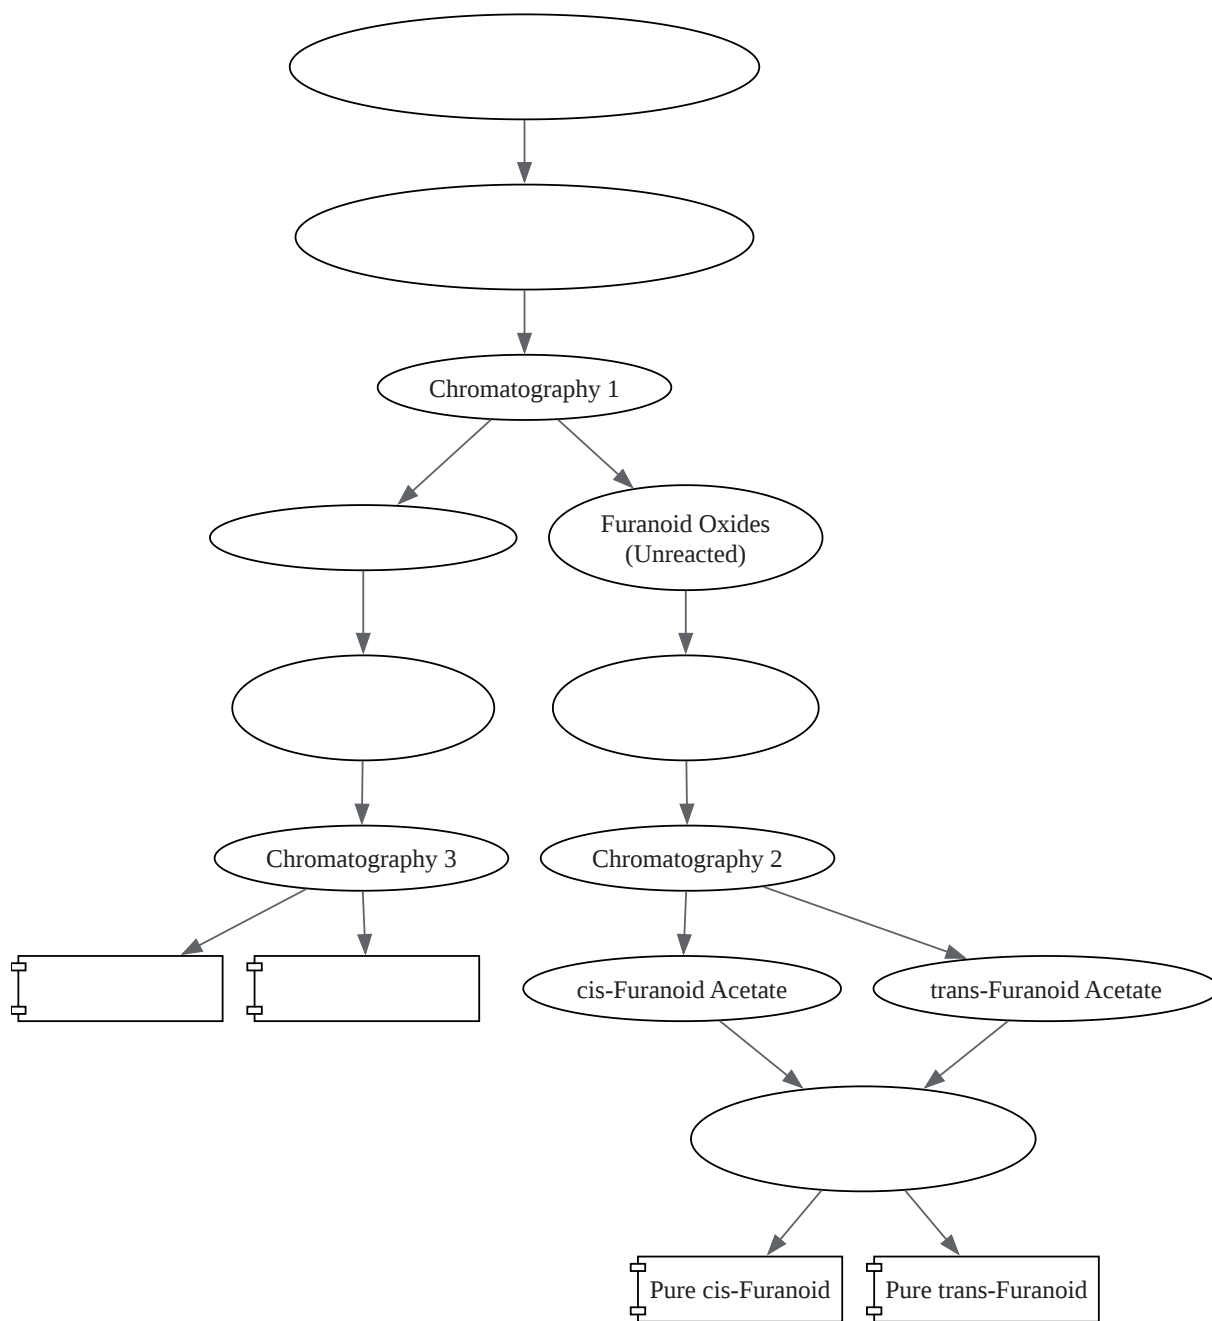 Chromatography 1
Furanoid Oxides
(Unreacted)
Chromatography 3
Chromatography 2
cis-Furanoid Acetate
trans-Furanoid Acetate
Pure cis-Furanoid
Pure trans-Furanoid